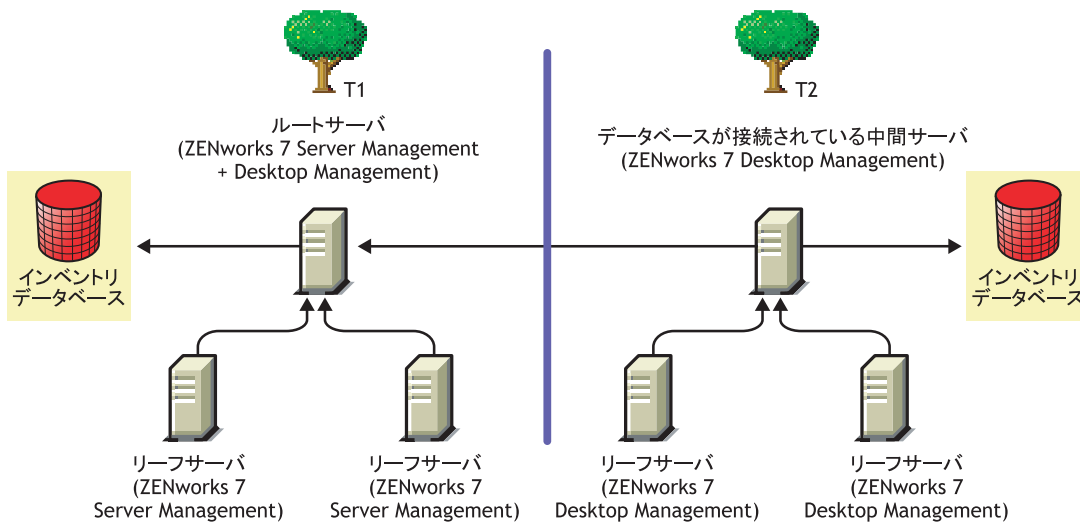 T1
ルートサーバ
(ZENworks 7 Server Management
+ Desktop Management)
インベントリ
データベース
リーフサーバ
(ZENworks 7
Server Management)
リーフサーバ
(ZENworks 7
Server Management)
T2
データベースが接続されている中間サーバ
(ZENworks 7 Desktop Management)
インベントリ
データベース
リーフサーバ
(ZENworks 7
Desktop Management)
リーフサーバ
(ZENworks 7
Desktop Management)